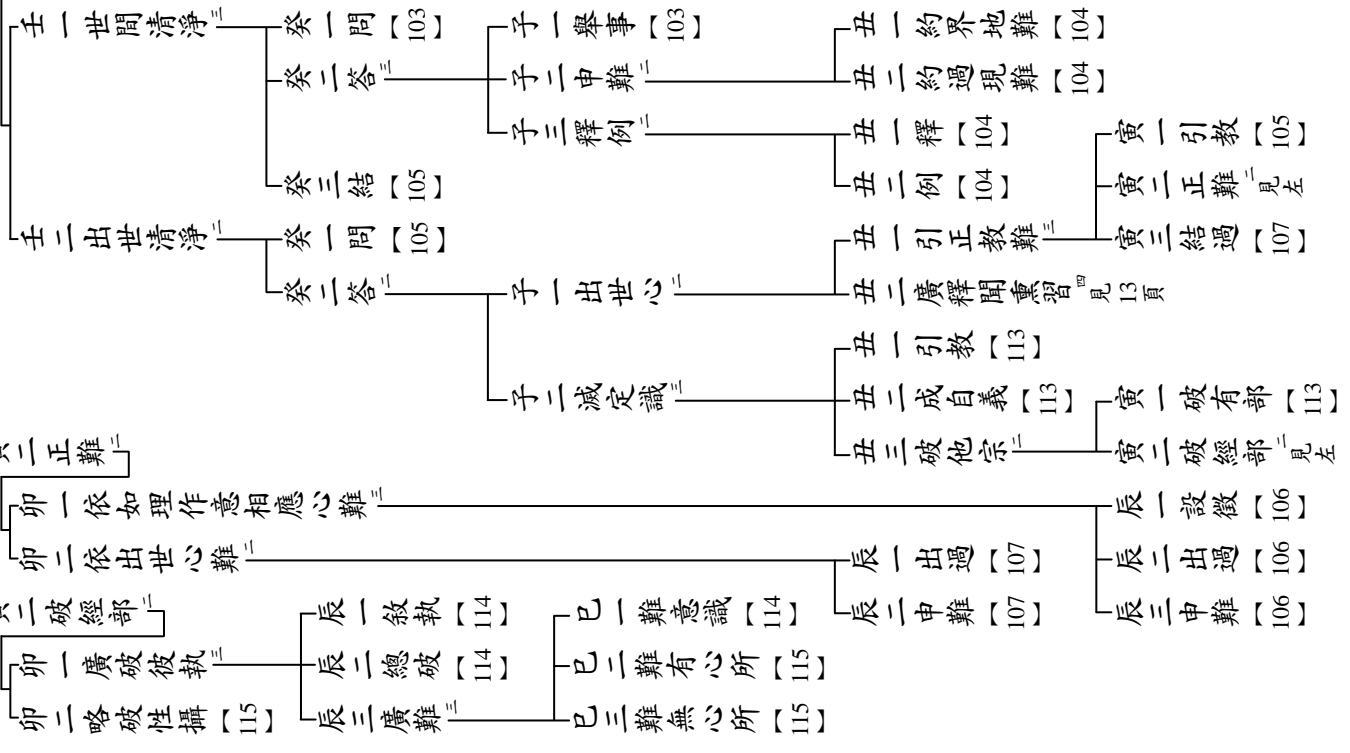 壬一世間清淨三
癸一問【103】
癸二答三
子一舉事【103】
子二申難二
丑一約界地難【104】
丑二約過現難【104】
子三釋例二
丑一釋【104】
丑二例【104】
癸三結【105】
壬二出世清淨二
癸一問【105】
癸二答二
子一出世心二
丑一引正教難三
寅一引教【105】
寅二正難二見左
寅三結過【107】
丑二廣釋聞熏習四見13頁
子二滅定識三
丑一引教【113】
丑二成自義【113】
丑三破他宗二
寅一破有部【113】
寅二破經部二見左
寅二正難二
卯一依如理作意相應心難三
辰一設徵【106】
辰二出過【106】
辰三申難【106】
卯二依出世心難二
辰一出過【107】
辰二申難【107】
寅二破經部二
卯一廣破彼執三
辰一敘執【114】
辰二總破【114】
辰三廣難三
巳一難意識【114】
巳二難有心所【115】
巳三難無心所【115】
卯二略破性攝【115】